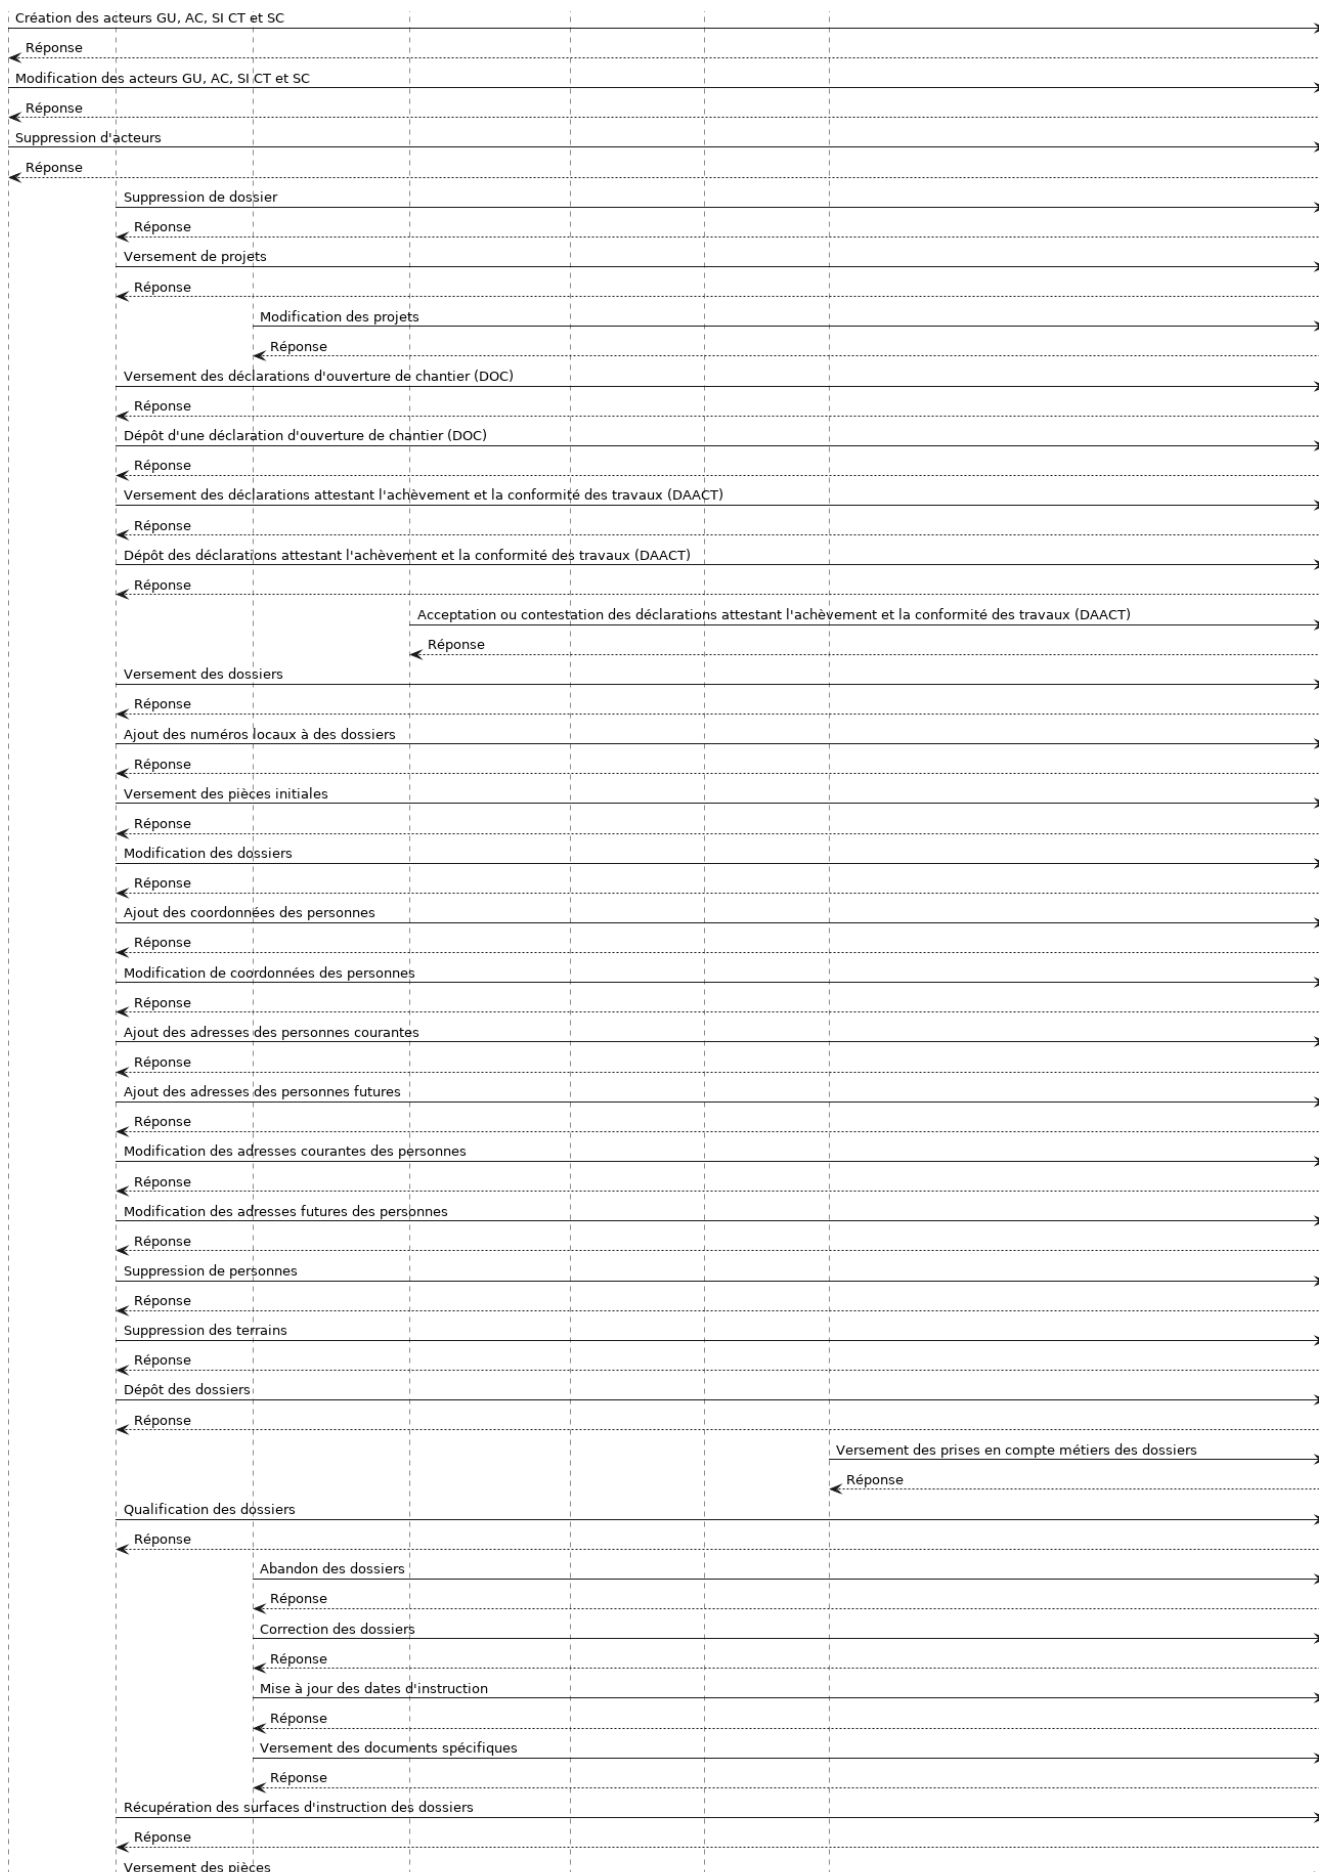 Création des acteurs GU, AC, SI CT et SC
Réponse
Modification des acteurs GU, AC, SI CT et SC
Réponse
Suppression d'acteurs
Réponse
Suppression de dossier
Réponse
Versement de projets
Réponse
Modification des projets
Réponse
Versement des déclarations d'ouverture de chantier (DOC)
Réponse
Dépôt d'une déclaration d'ouverture de chantier (DOC)
Réponse
Versement des déclarations attestant l'achèvement et la conformité des travaux (DAACT)
Réponse
Dépôt des déclarations attestant l'achèvement et la conformité des travaux (DAACT)
Réponse
Acceptation ou contestation des déclarations attestant l'achèvement et la conformité des travaux (DAACT)
Réponse
Versement des dossiers
Réponse
Ajout des numéros locaux à des dossiers
Réponse
Versement des pièces initiales
Réponse
Modification des dossiers
Réponse
Ajout des coordonnées des personnes
Réponse
Modification de coordonnées des personnes
Réponse
Ajout des adresses des personnes courantes
Réponse
Ajout des adresses des personnes futures
Réponse
Modification des adresses courantes des personnes
Réponse
Modification des adresses futures des personnes
Réponse
Suppression de personnes
Réponse
Suppression des terrains
Réponse
Dépôt des dossiers
Réponse
Versement des prises en compte métiers des dossiers
Réponse
Qualification des dossiers
Réponse
Abandon des dossiers
Réponse
Correction des dossiers
Réponse
Mise à jour des dates d'instruction
Réponse
Versement des documents spécifiques
Réponse
Récupération des surfaces d'instruction des dossiers
Réponse
Versement des pièces